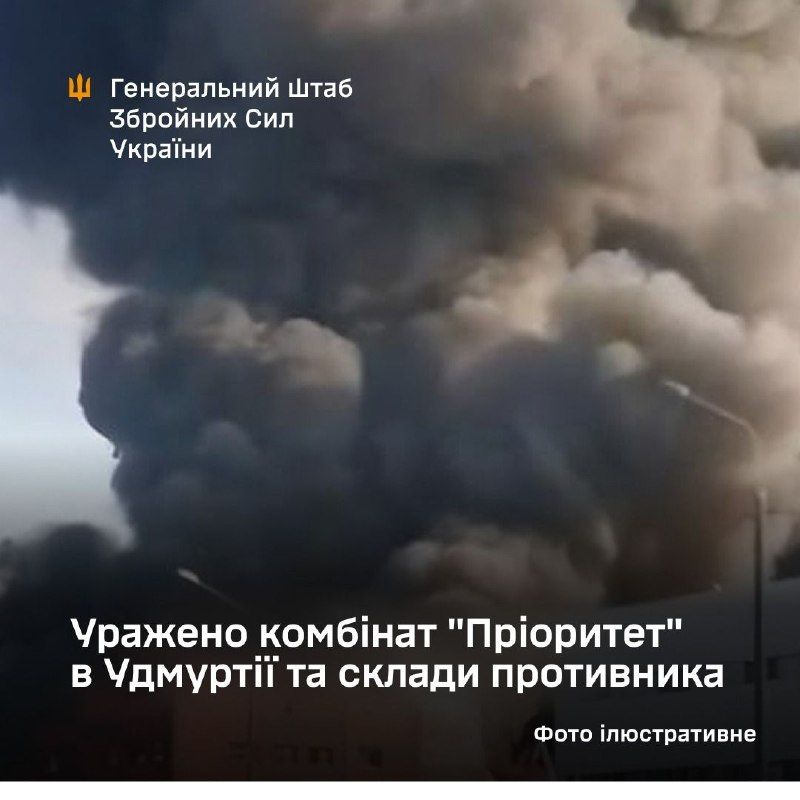 Генеральний штаб
Збройних Сил
України
Уражено комбінат "Пріоритет"
в Удмуртії та склади противника
Фото ілюстративне